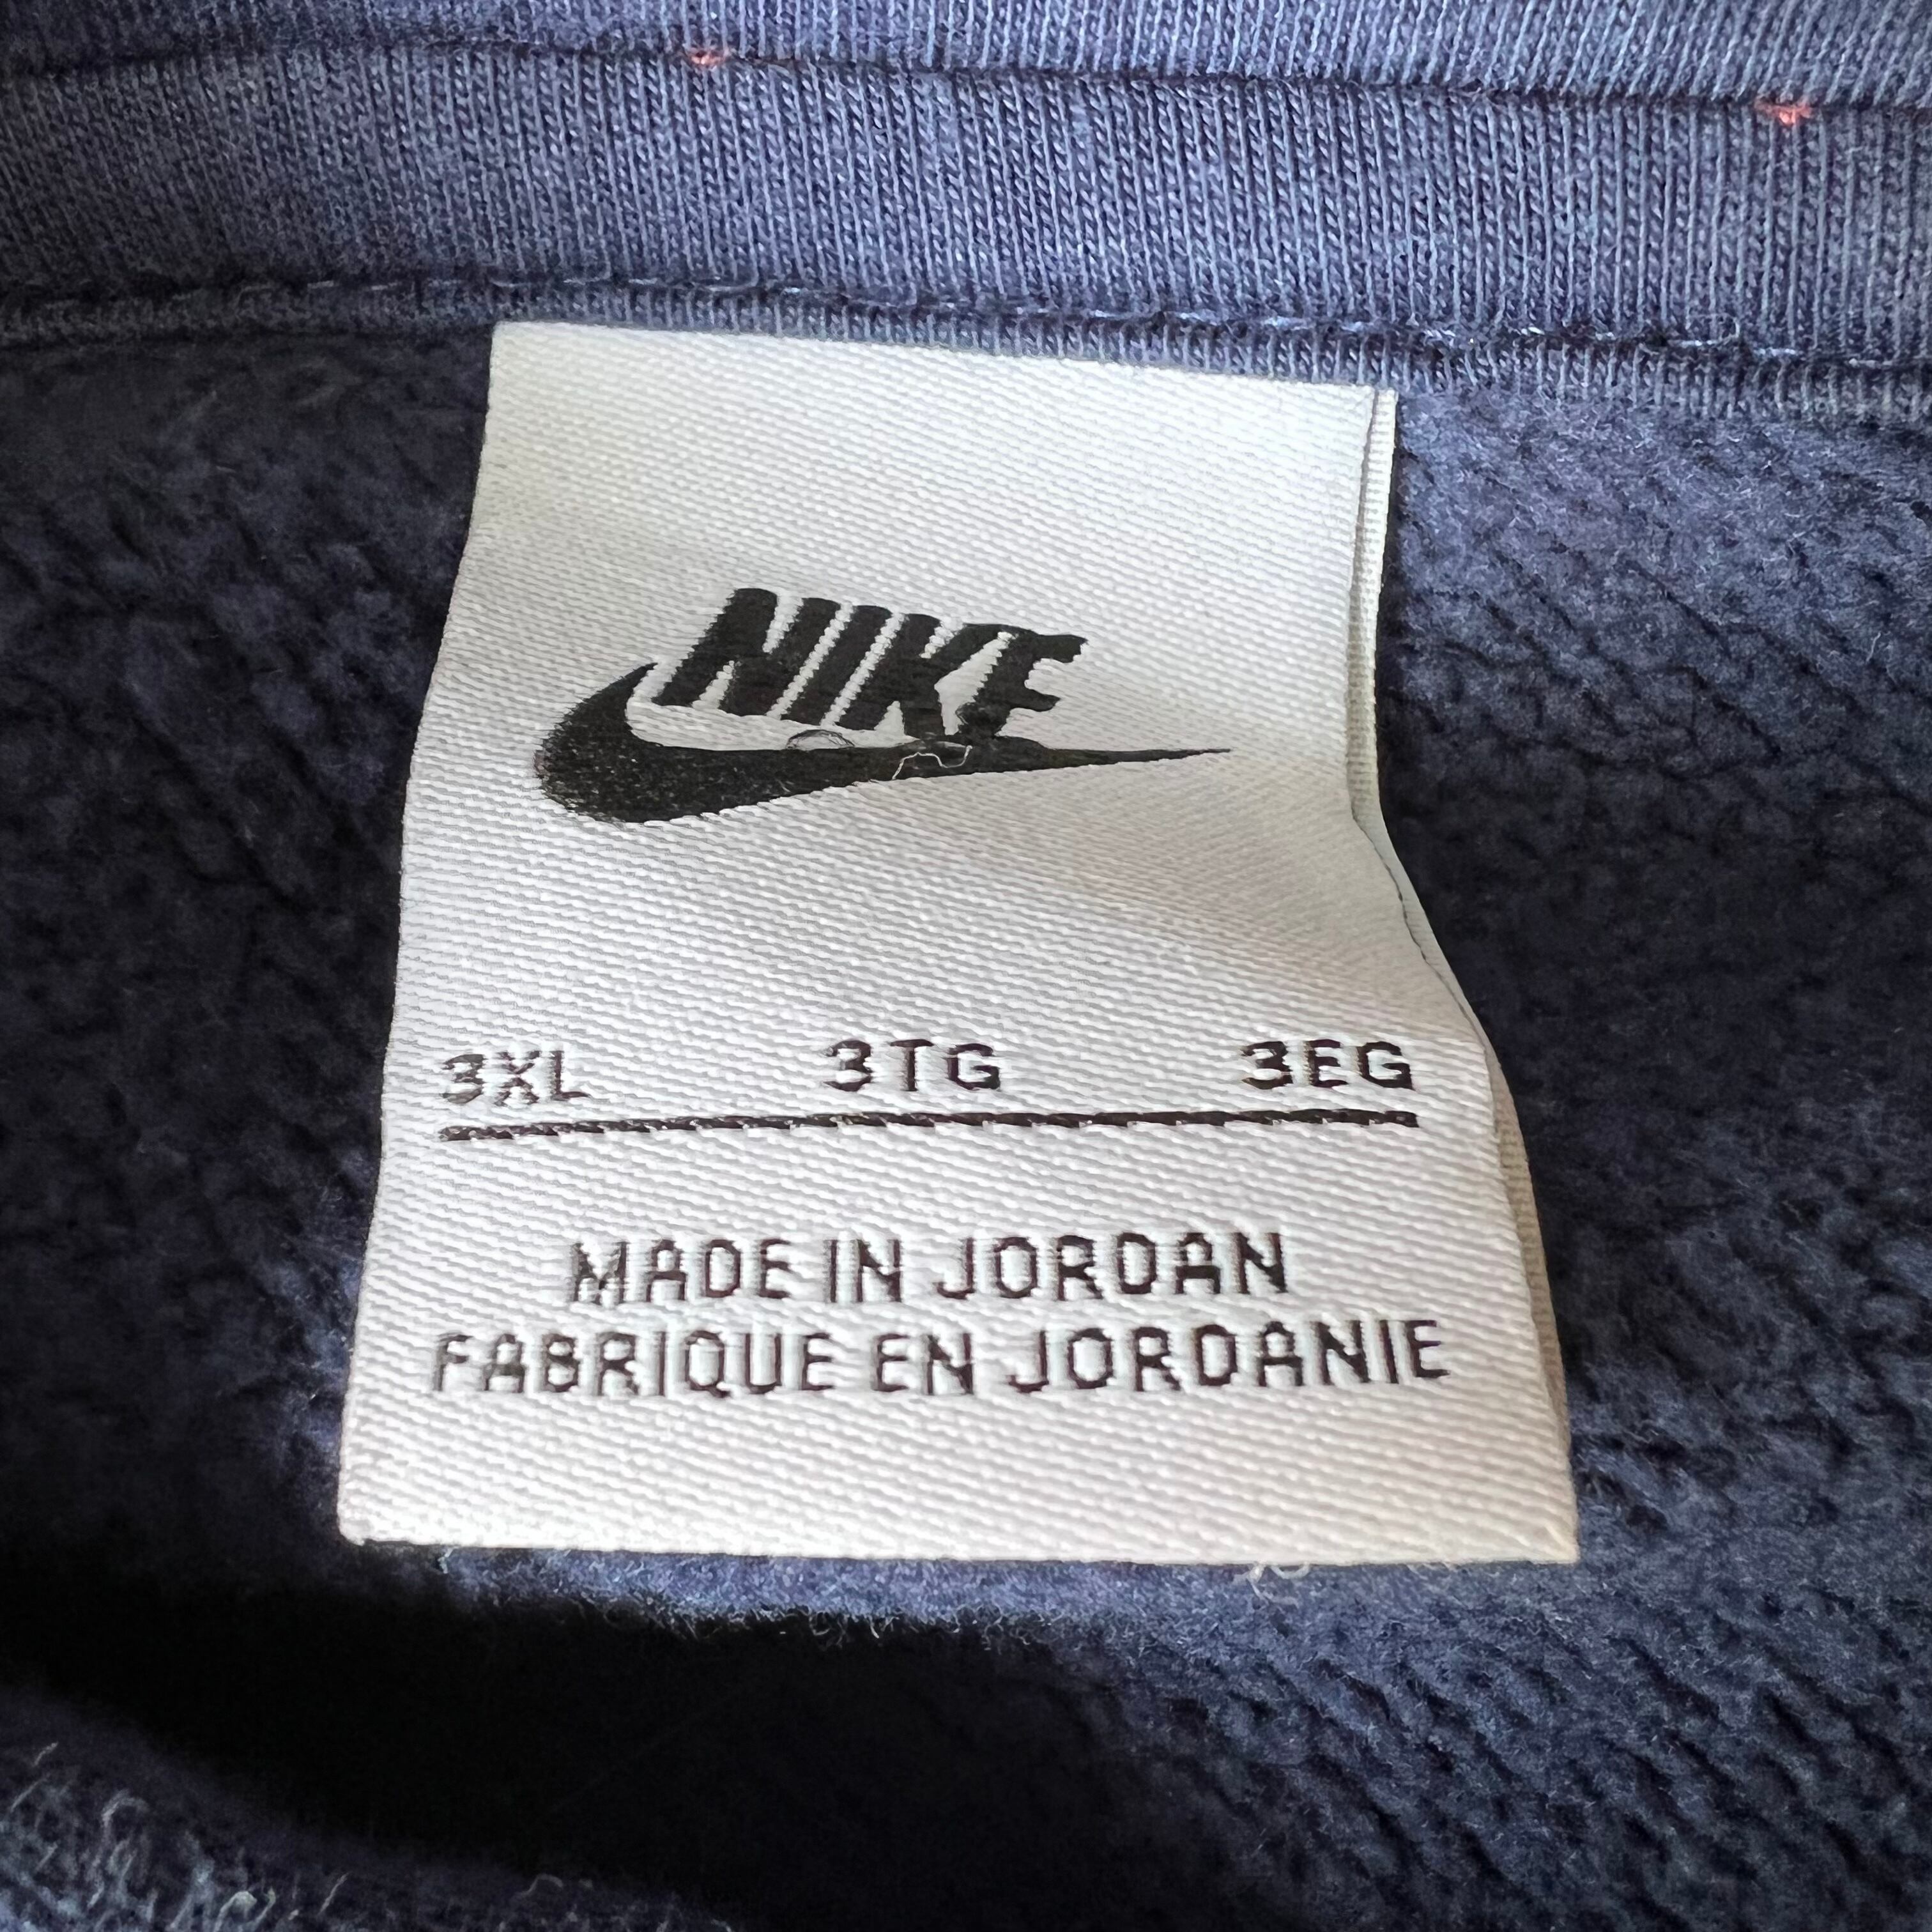 NIKE
3XL 3TG 3EG
MADE IN JORDAN
FABRIQUE EN JORDANIE